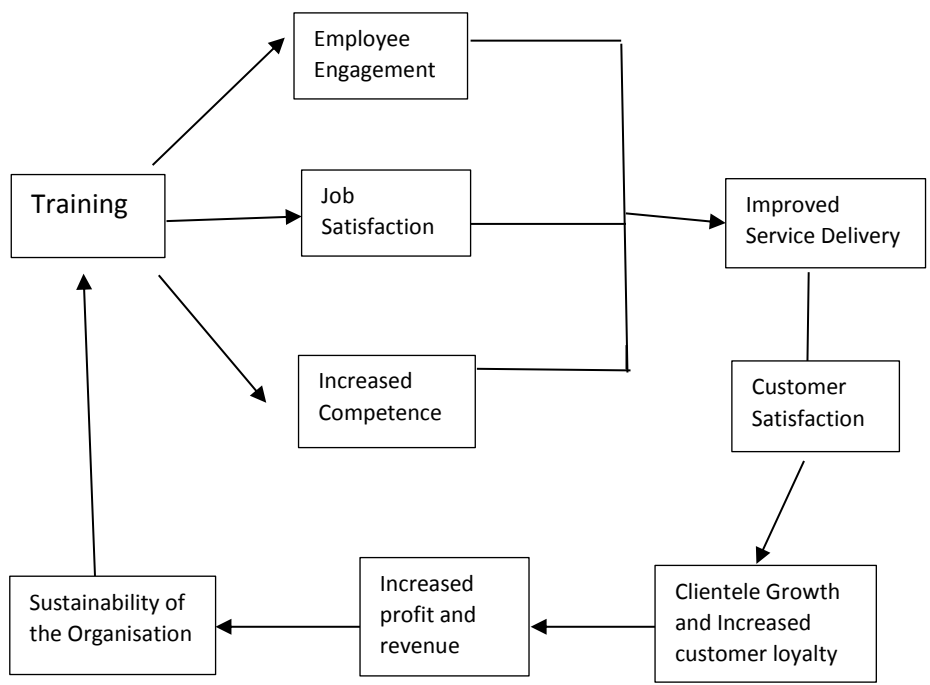 Employee
Engagement
Training
Job
Satisfaction
Improved
Service Delivery
Increased
Competence
Customer
Satisfaction
Clientele Growth
and Increased
customer loyalty
Increased
profit and
revenue
Sustainability of
the Organisation